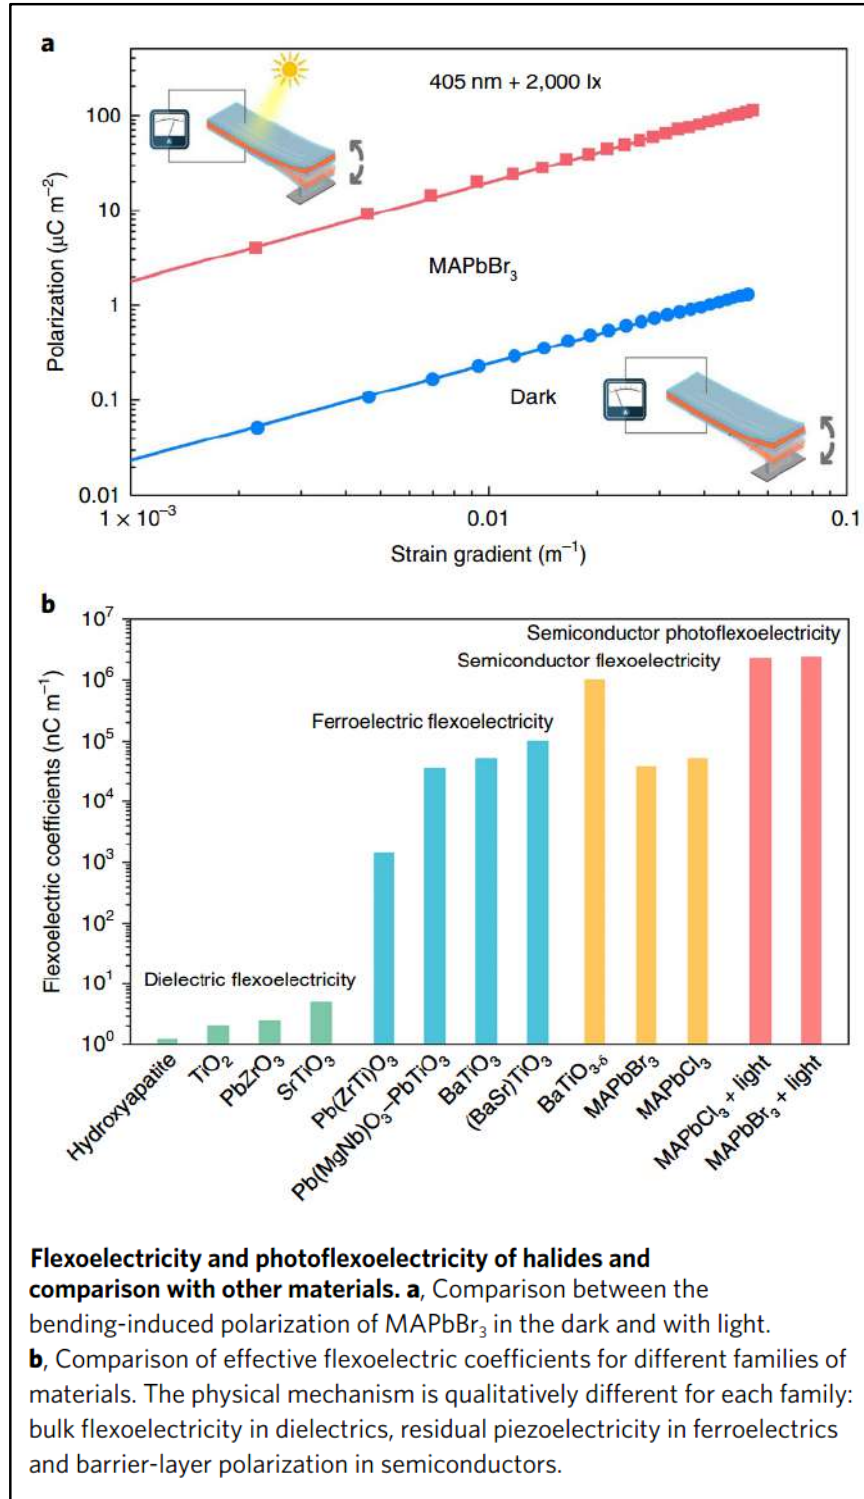 a
405 nm + 2,000 lx
100
10
1
0.1
0.01
Polarization (μC m⁻²)
MAPbBr₃
Dark
1 × 10⁻³
0.01
0.1
Strain gradient (m⁻¹)
b
10⁷
10⁶
10⁵
10⁴
10³
10²
10¹
10⁰
Flexoelectric coefficients (nC m⁻¹)
Semiconductor photoflexoelectricity
Semiconductor flexoelectricity
Ferroelectric flexoelectricity
Dielectric flexoelectricity
Hydroxyapatite
TiO₂
PbZrO₃
SrTiO₃
Pb(ZrTi)O₃
Pb(MgNb)O₃–PbTiO₃
BaTiO₃
(BaSr)TiO₃
BaTiO₃₋δ
MAPbBr₃
MAPbCl₃
MAPbCl₃ + light
MAPbBr₃ + light
Flexoelectricity and photoflexoelectricity of halides and
comparison with other materials. a, Comparison between the
bending-induced polarization of MAPbBr₃ in the dark and with light.
b, Comparison of effective flexoelectric coefficients for different families of
materials. The physical mechanism is qualitatively different for each family:
bulk flexoelectricity in dielectrics, residual piezoelectricity in ferroelectrics
and barrier-layer polarization in semiconductors.